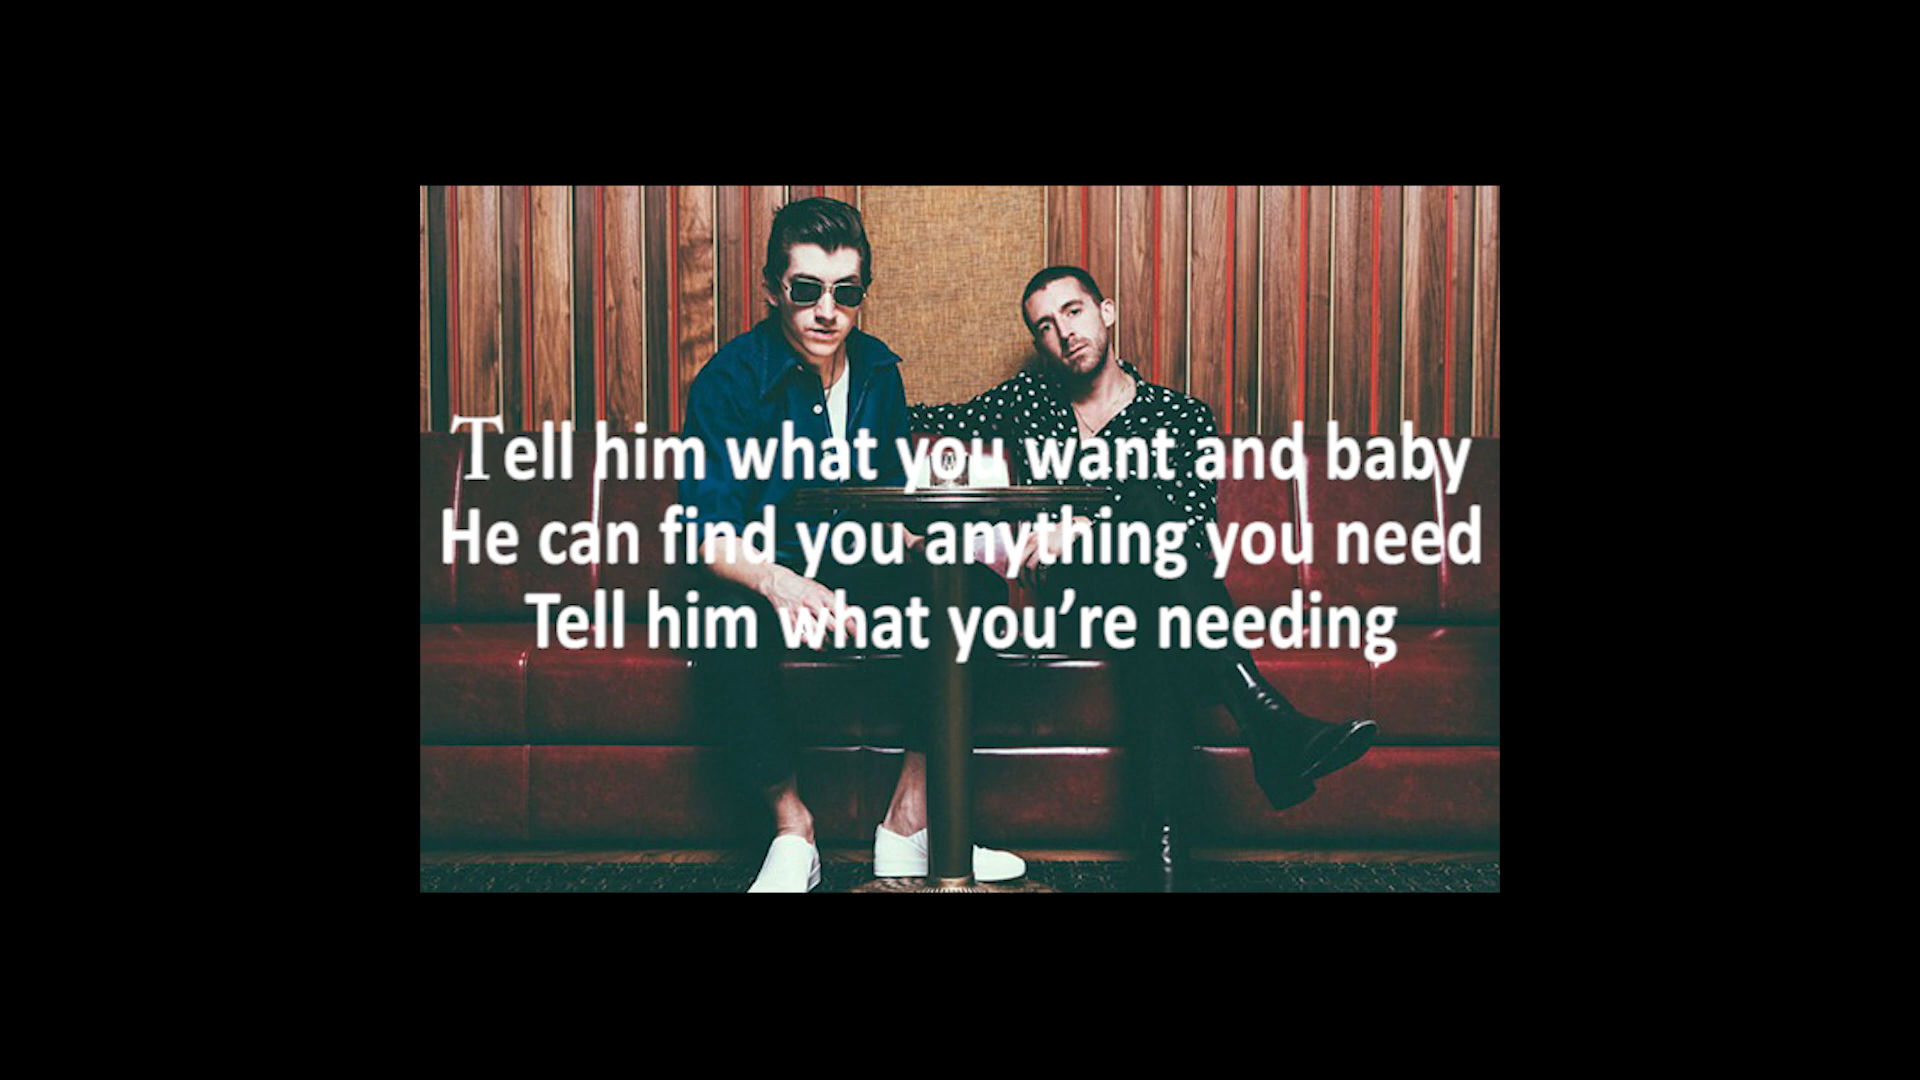 Tell him what you want and baby
He can find you anything you need
Tell him what you’re needing